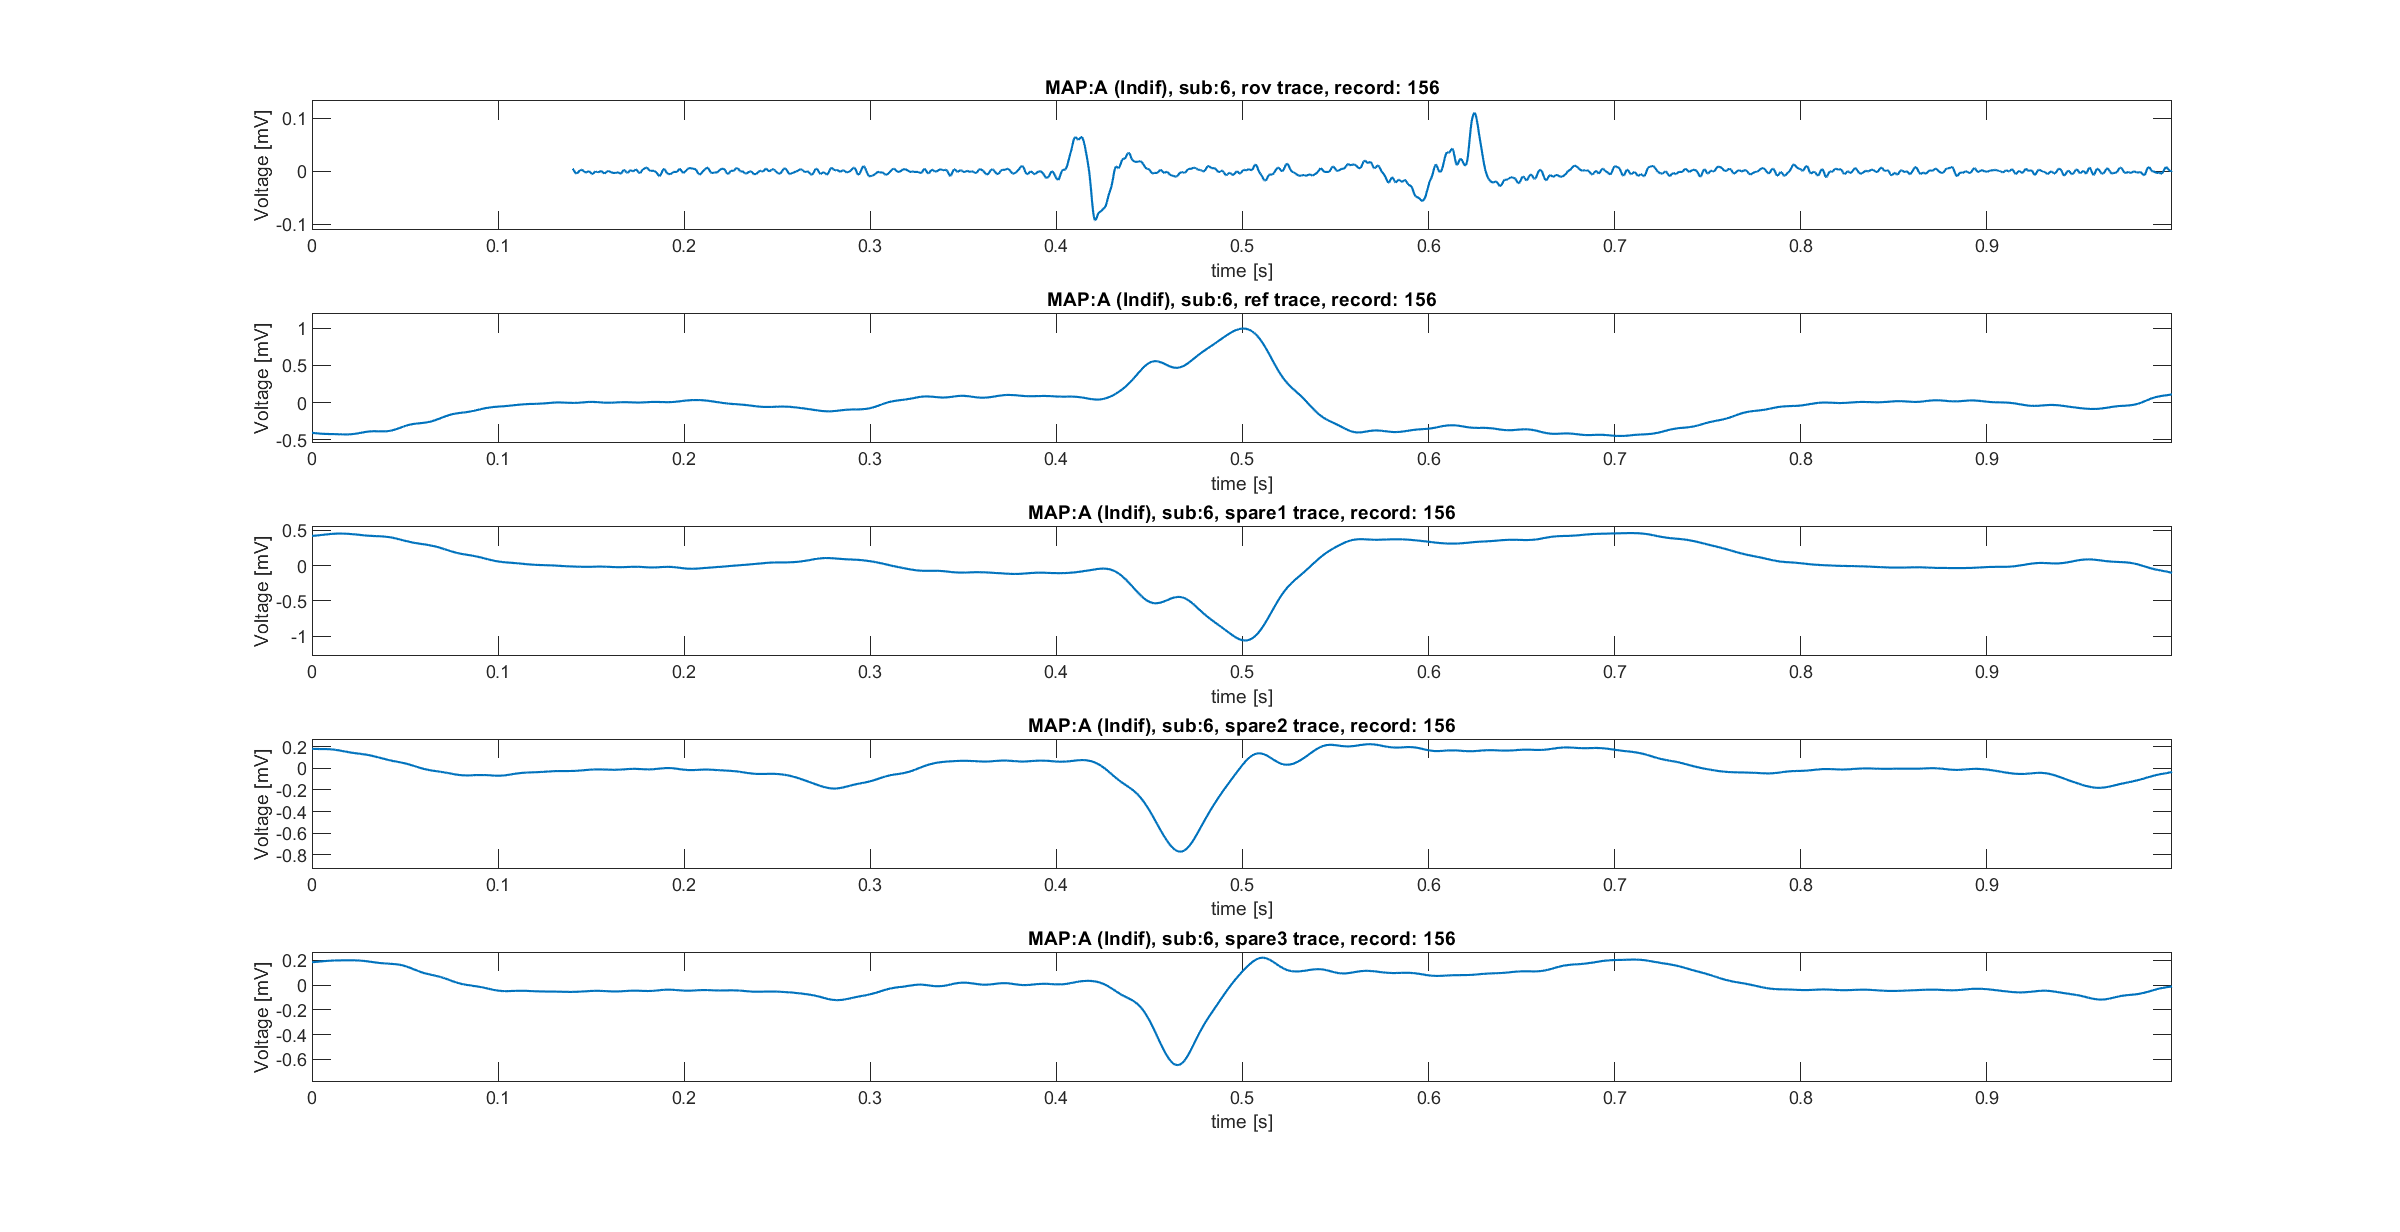 MAP:A (Indif), sub:6, rov trace, record: 156
Voltage [mV]
0.1
0
-0.1
0 0.1 0.2 0.3 0.4 0.5 0.6 0.7 0.8 0.9
time [s]
MAP:A (Indif), sub:6, ref trace, record: 156
Voltage [mV]
1
0.5
0
-0.5
0 0.1 0.2 0.3 0.4 0.5 0.6 0.7 0.8 0.9
time [s]
MAP:A (Indif), sub:6, spare1 trace, record: 156
Voltage [mV]
0.5
0
-0.5
-1
0 0.1 0.2 0.3 0.4 0.5 0.6 0.7 0.8 0.9
time [s]
MAP:A (Indif), sub:6, spare2 trace, record: 156
Voltage [mV]
0.2
0
-0.2
-0.4
-0.6
-0.8
0 0.1 0.2 0.3 0.4 0.5 0.6 0.7 0.8 0.9
time [s]
MAP:A (Indif), sub:6, spare3 trace, record: 156
Voltage [mV]
0.2
0
-0.2
-0.4
-0.6
0 0.1 0.2 0.3 0.4 0.5 0.6 0.7 0.8 0.9
time [s]